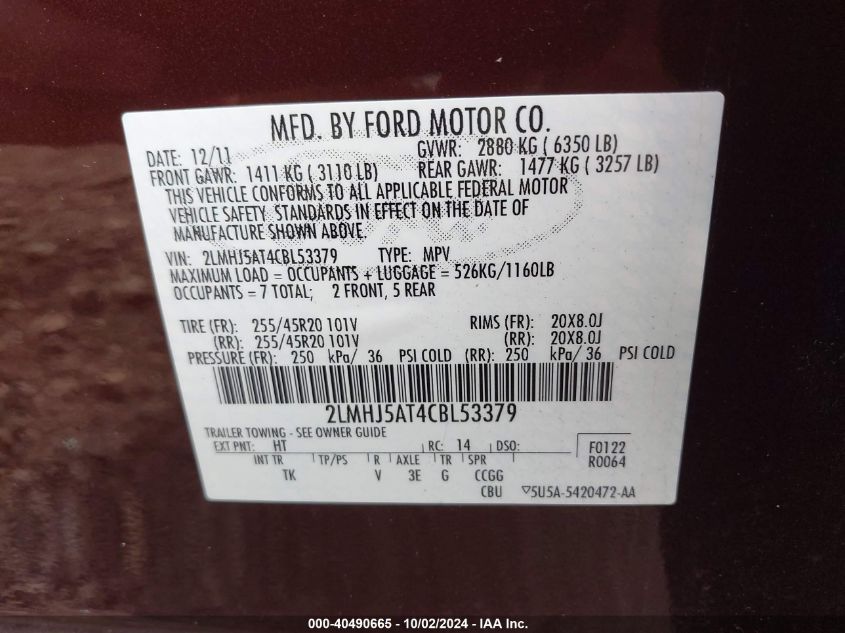 MFD. BY FORD MOTOR CO.
DATE: 12/11 GVWR: 2880 KG ( 6350 LB)
FRONT GAWR: 1411 KG ( 3110 LB) REAR GAWR: 1477 KG ( 3257 LB)
THIS VEHICLE CONFORMS TO ALL APPLICABLE FEDERAL MOTOR
VEHICLE SAFETY STANDARDS IN EFFECT ON THE DATE OF
MANUFACTURE SHOWN ABOVE.
VIN: 2LMHJ5AT4CBL53379 TYPE: MPV
MAXIMUM LOAD = OCCUPANTS + LUGGAGE = 526KG/1160LB
OCCUPANTS = 7 TOTAL; 2 FRONT, 5 REAR
TIRE (FR): 255/45R20 101V RIMS (FR): 20X8.0J
(RR): 255/45R20 101V (RR): 20X8.0J
PRESSURE (FR): 250 kPa/ 36 PSI COLD (RR): 250 kPa/ 36 PSI COLD
2LMHJ5AT4CBL53379
TRAILER TOWING - SEE OWNER GUIDE
EXT PNT: HT RC: 14 DSO: F0122
INT TR TP/PS R AXLE TR SPR R0064
TK V 3E G CCGG
CBU ▽5U5A-5420472-AA
000-40490665 - 10/02/2024 - IAA Inc.